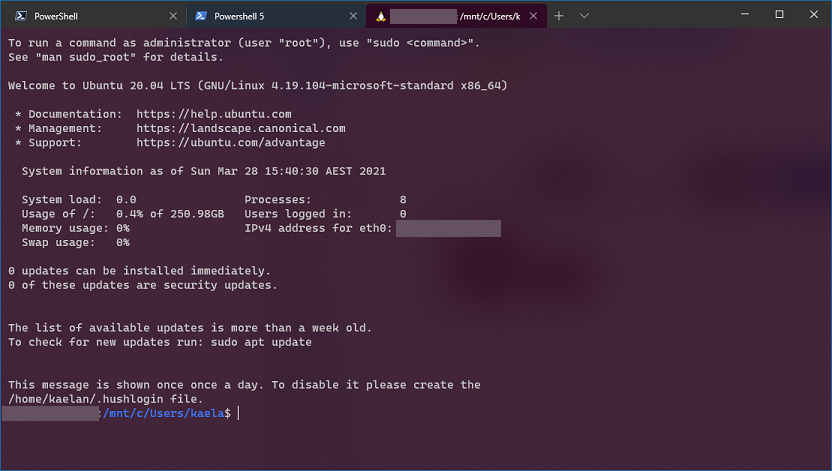 PowerShell
Powershell 5
:/mnt/c/Users/k
To run a command as administrator (user "root"), use "sudo <command>".
See "man sudo_root" for details.
Welcome to Ubuntu 20.04 LTS (GNU/Linux 4.19.104-microsoft-standard x86_64)
* Documentation:  https://help.ubuntu.com
* Management:     https://landscape.canonical.com
* Support:        https://ubuntu.com/advantage
System information as of Sun Mar 28 15:40:30 AEST 2021
System load:  0.0                Processes:             8
Usage of /:   0.4% of 250.98GB   Users logged in:       0
Memory usage: 0%                 IPv4 address for eth0:
Swap usage:   0%
0 updates can be installed immediately.
0 of these updates are security updates.
The list of available updates is more than a week old.
To check for new updates run: sudo apt update
This message is shown once once a day. To disable it please create the
/home/kaelan/.hushlogin file.
:/mnt/c/Users/kaela$